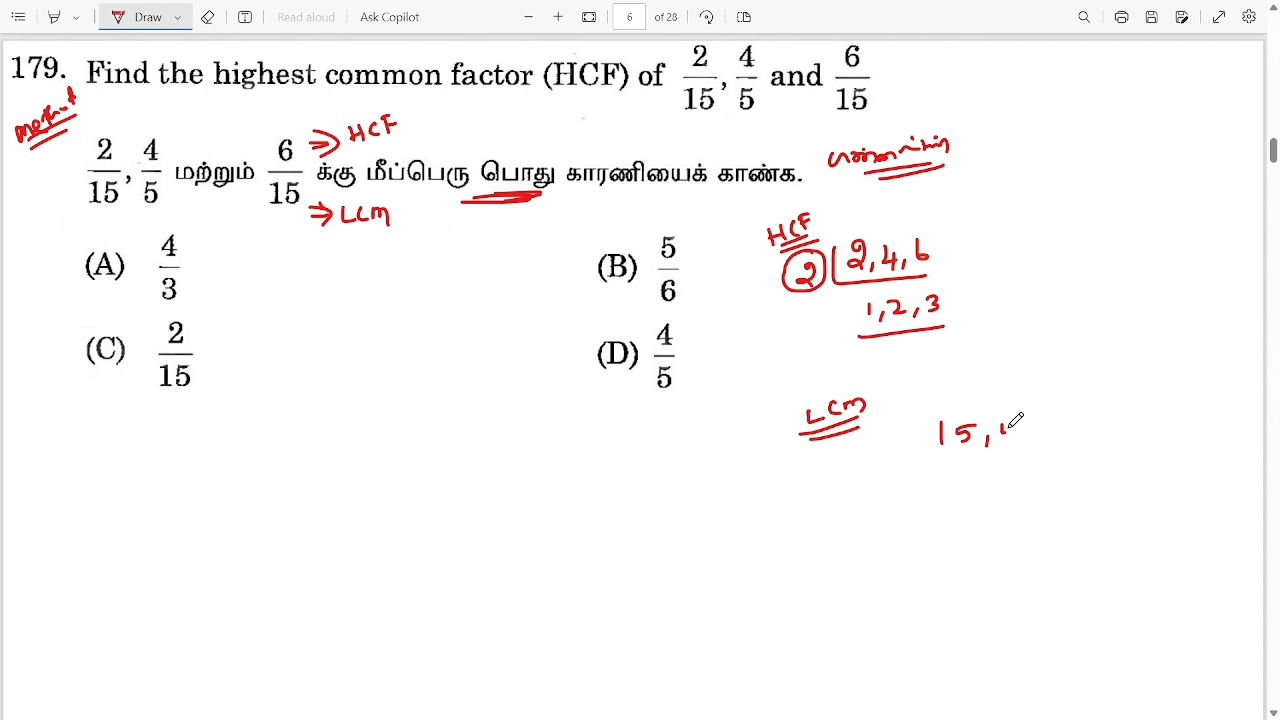 Draw Read aloud Ask Copilot 6 of 28
179. Find the highest common factor (HCF) of 2/15, 4/5 and 6/15
Method
2/15, 4/5 மற்றும் 6/15 க்கு மீப்பெரு பொது காரணியைக் காண்க.
⇒ HCF
⇒ LCM
(A) 4/3 (B) 5/6
(C) 2/15 (D) 4/5
HCF
2 | 2, 4, 6
1, 2, 3
LCM 15, 1